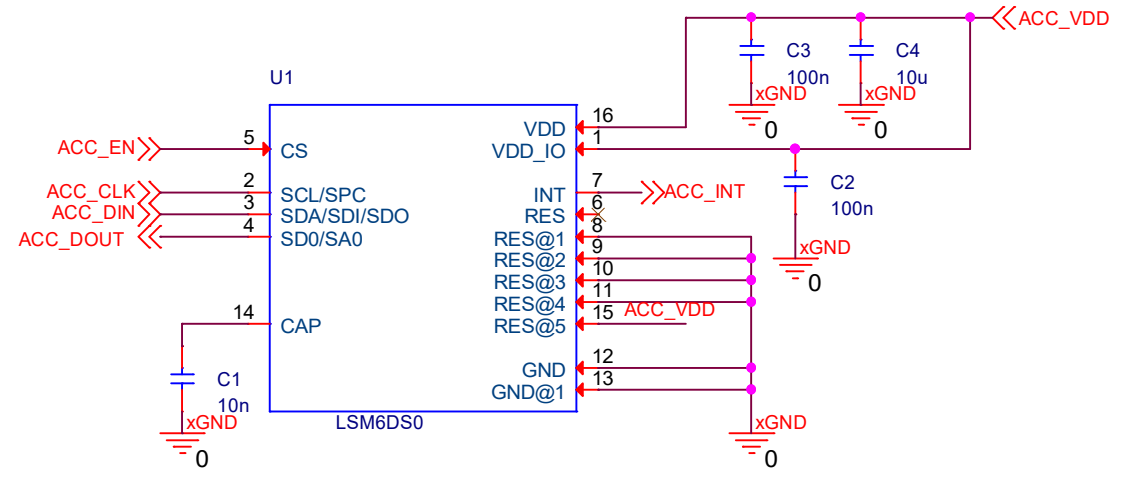 ACC_VDD
C3
100n
xGND
0
C4
10u
xGND
0
U1
VDD 16
VDD_IO 1
ACC_EN 5 CS
C2
100n
xGND
0
ACC_CLK 2 SCL/SPC
INT 7 ACC_INT
ACC_DIN 3 SDA/SDI/SDO
RES 6
ACC_DOUT 4 SD0/SA0
RES@1 8
RES@2 9
RES@3 10
RES@4 11
14 CAP
RES@5 15 ACC_VDD
GND 12
GND@1 13
C1
10n
xGND
0
LSM6DS0
xGND
0